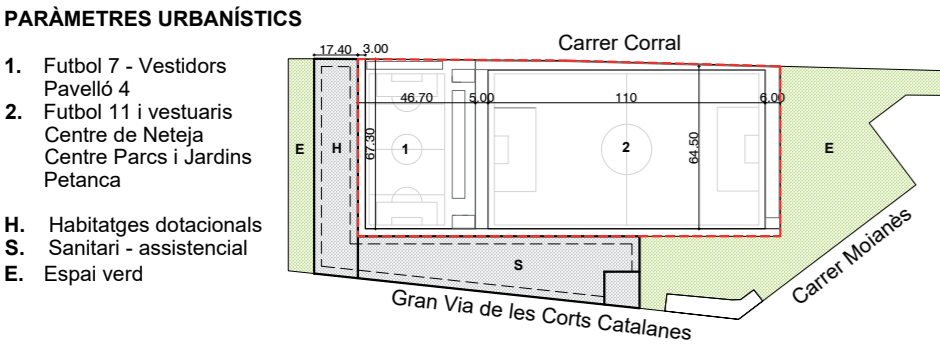 PARÀMETRES URBANÍSTICS
1. Futbol 7 - Vestidors
Pavelló 4
2. Futbol 11 i vestuaris
Centre de Neteja
Centre Parcs i Jardins
Petanca
H. Habitatges dotacionals
S. Sanitari - assistencial
E. Espai verd
Carrer Corral
17.40 3.00
46.70 5.00 110 6.00
67.30
64.50
E H 1 2 E
S
Carrer Moianès
Gran Via de les Corts Catalanes